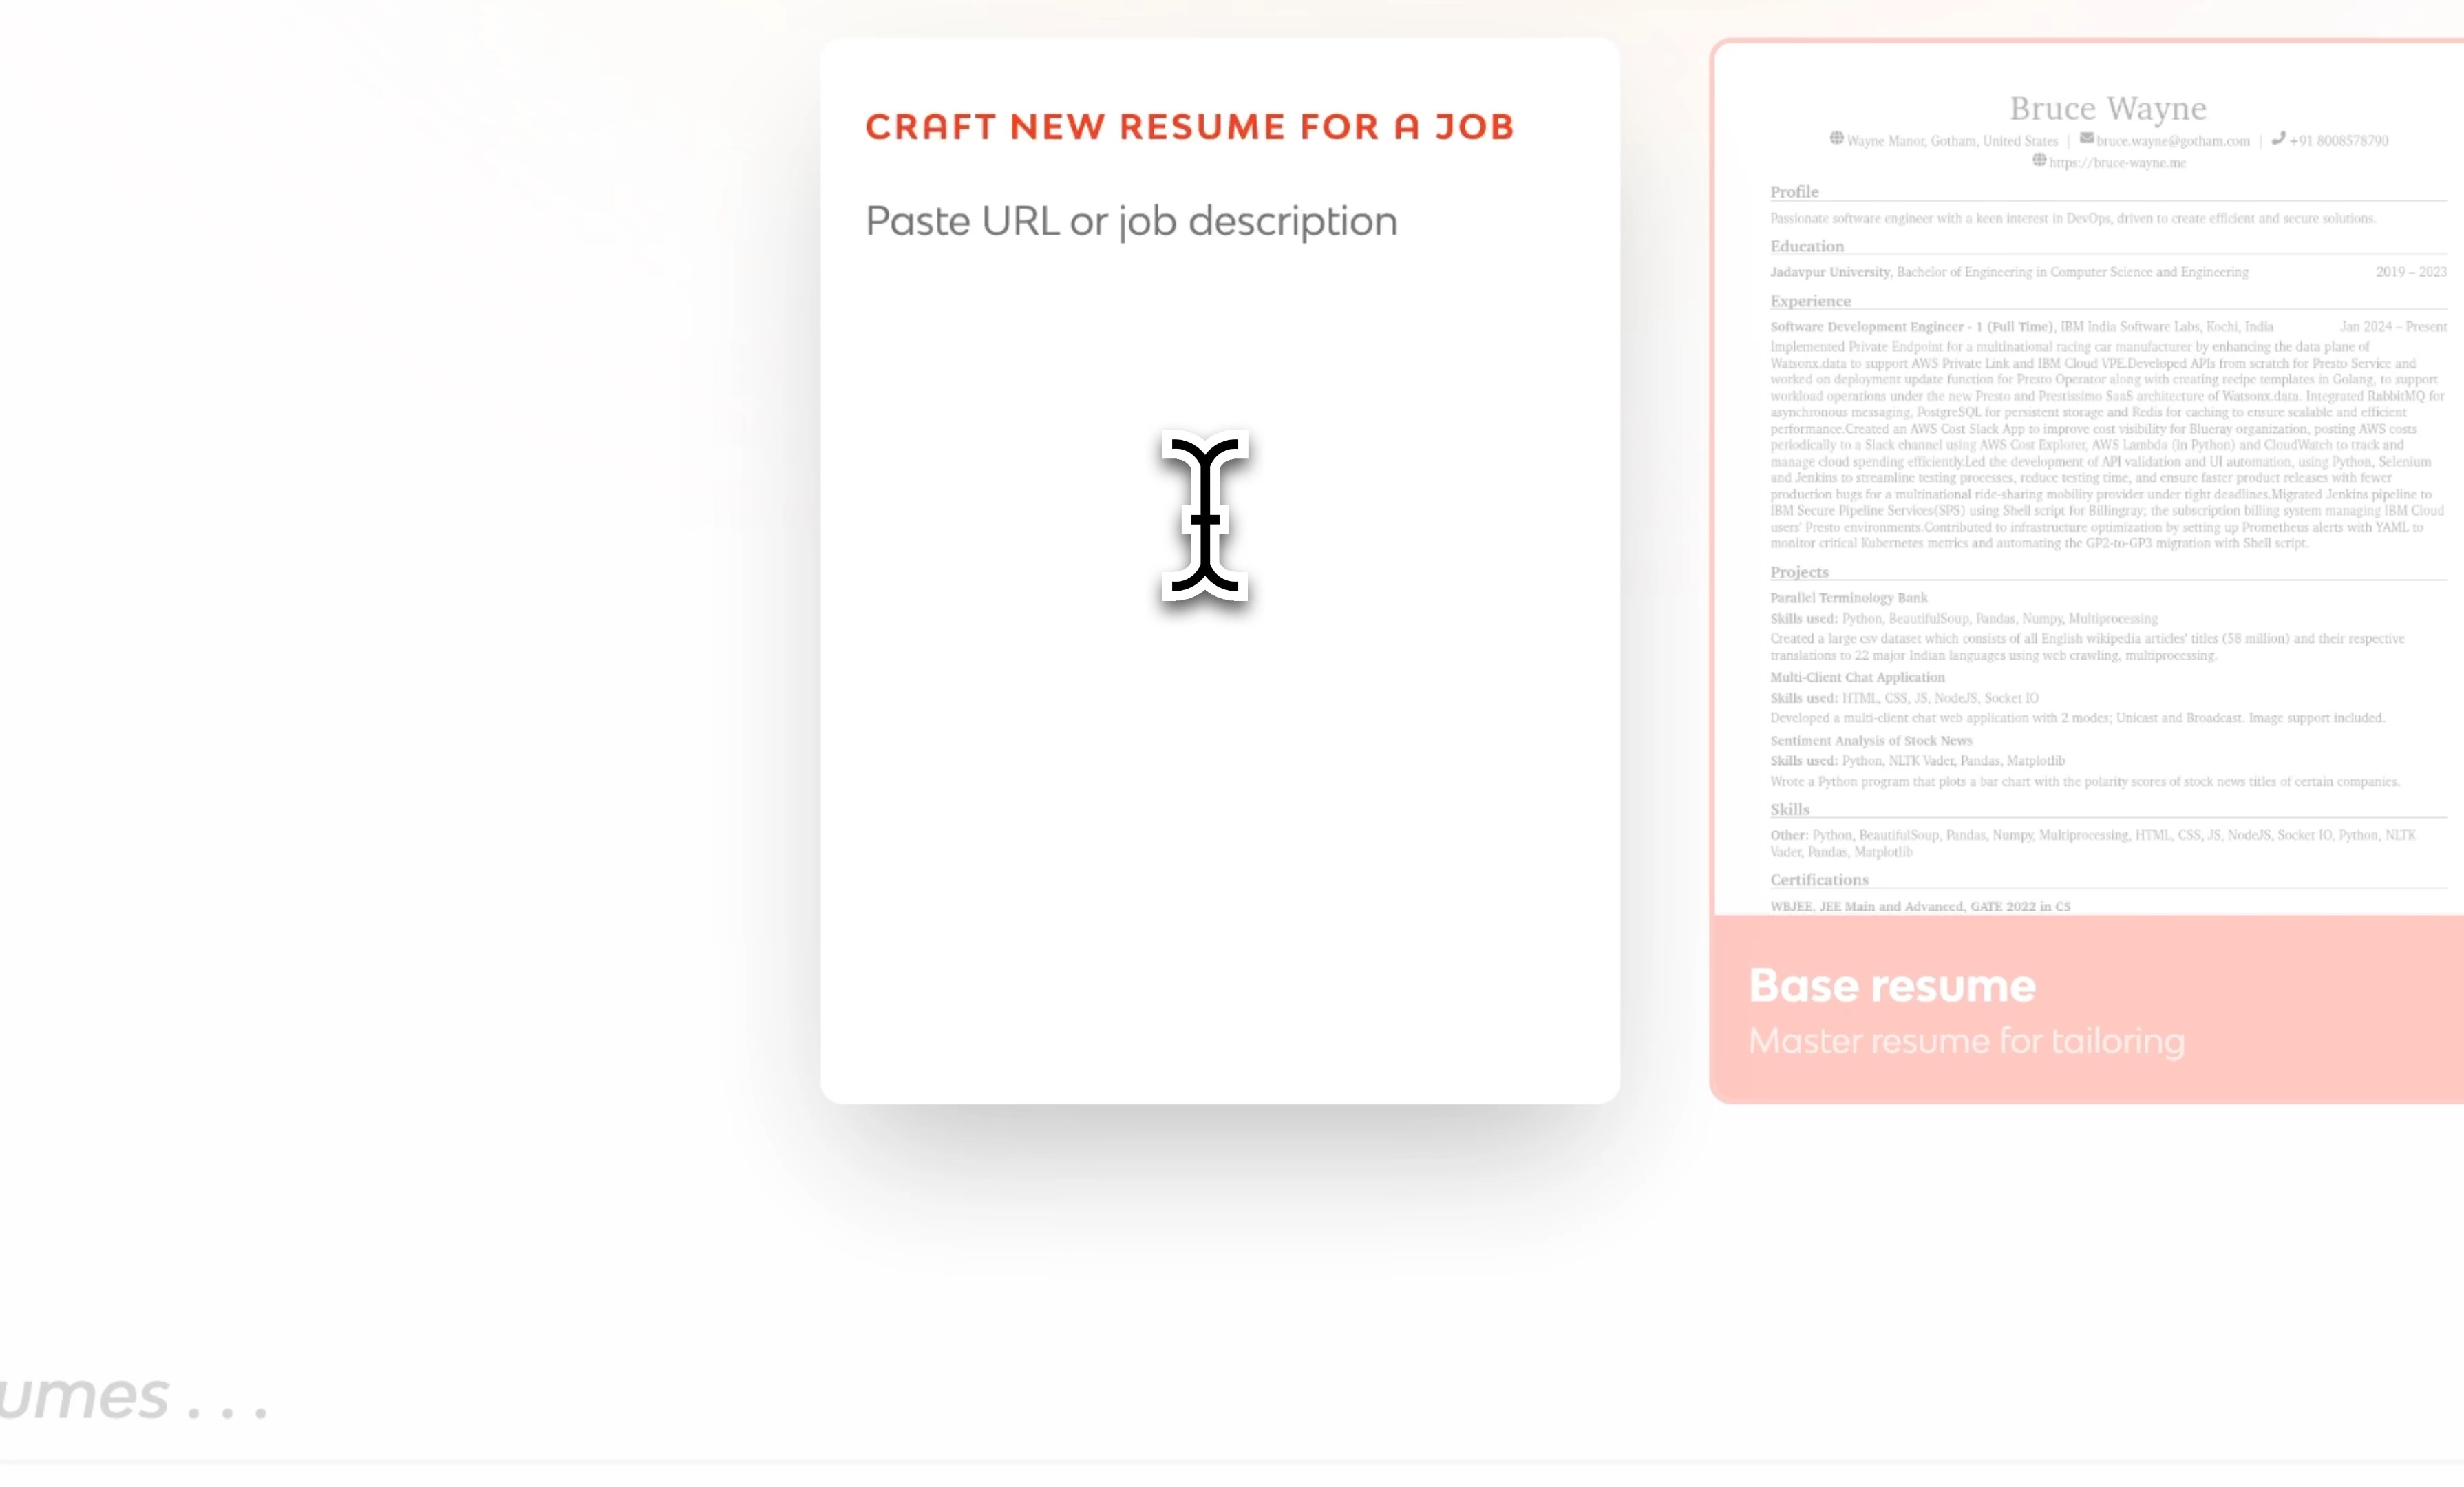 CRAFT NEW RESUME FOR A JOB
Paste URL or job description
Bruce Wayne
Wayne Manor, Gotham, United States | bruce.wayne@gotham.com | +91 8008578790
https://bruce-wayne.me
Profile
Passionate software engineer with a keen interest in DevOps, driven to create efficient and secure solutions.
Education
Jadavpur University, Bachelor of Engineering in Computer Science and Engineering 2019 – 2023
Experience
Software Development Engineer - 1 (Full Time), IBM India Software Labs, Kochi, India Jan 2024 – Present
Implemented Private Endpoint for a multinational racing car manufacturer by enhancing the data plane of
Watsonx.data to support AWS Private Link and IBM Cloud VPE.Developed APIs from scratch for Presto Service and
worked on deployment update function for Presto Operator along with creating recipe templates in Golang, to support
workload operations under the new Presto and Prestissimo SaaS architecture of Watsonx.data. Integrated RabbitMQ for
asynchronous messaging, PostgreSQL for persistent storage and Redis for caching to ensure scalable and efficient
performance.Created an AWS Cost Slack App to improve cost visibility for Blueray organization, posting AWS costs
periodically to a Slack channel using AWS Cost Explorer, AWS Lambda (in Python) and CloudWatch to track and
manage cloud spending efficiently.Led the development of API validation and UI automation, using Python, Selenium
and Jenkins to streamline testing processes, reduce testing time, and ensure faster product releases with fewer
production bugs for a multinational ride-sharing mobility provider under tight deadlines.Migrated Jenkins pipeline to
IBM Secure Pipeline Services(SPS) using Shell script for Billingray; the subscription billing system managing IBM Cloud
users' Presto environments.Contributed to infrastructure optimization by setting up Prometheus alerts with YAML to
monitor critical Kubernetes metrics and automating the GP2-to-GP3 migration with Shell script.
Projects
Parallel Terminology Bank
Skills used: Python, BeautifulSoup, Pandas, Numpy, Multiprocessing
Created a large csv dataset which consists of all English wikipedia articles' titles (58 million) and their respective
translations to 22 major Indian languages using web crawling, multiprocessing.
Multi-Client Chat Application
Skills used: HTML, CSS, JS, NodeJS, Socket IO
Developed a multi-client chat web application with 2 modes; Unicast and Broadcast. Image support included.
Sentiment Analysis of Stock News
Skills used: Python, NLTK Vader, Pandas, Matplotlib
Wrote a Python program that plots a bar chart with the polarity scores of stock news titles of certain companies.
Skills
Other: Python, BeautifulSoup, Pandas, Numpy, Multiprocessing, HTML, CSS, JS, NodeJS, Socket IO, Python, NLTK
Vader, Pandas, Matplotlib
Certifications
WBJEE, JEE Main and Advanced, GATE 2022 in CS
Base resume
Master resume for tailoring
umes . . .